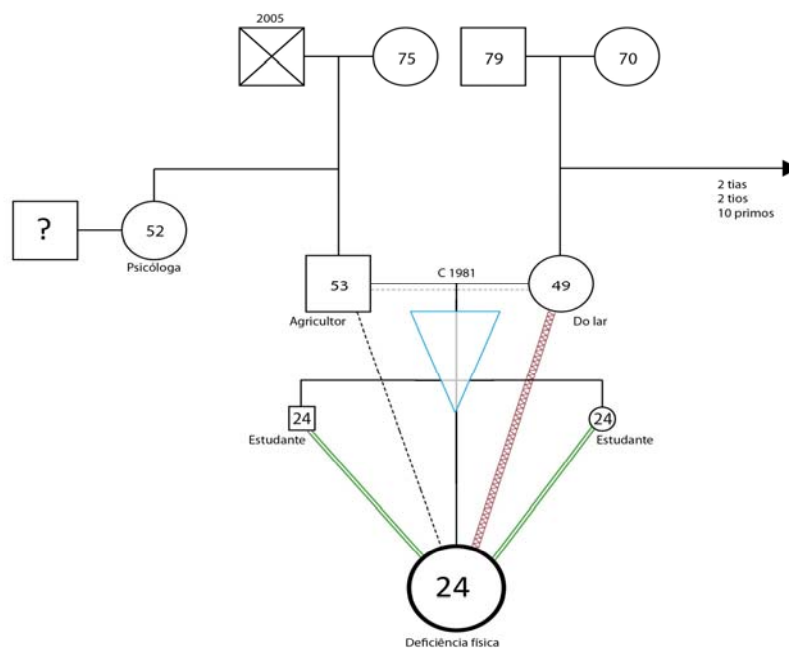 2005
75
79
70
2 tias
2 tios
10 primos
?
52
Psicóloga
C 1981
53
49
Agricultor
Do lar
24
24
Estudante
Estudante
24
Deficiência física